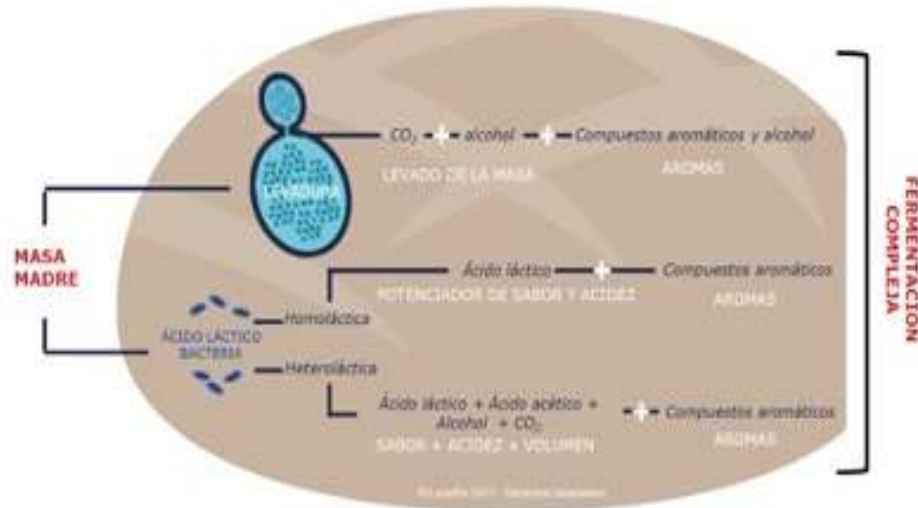 CO₂ + alcohol + Compuestos aromáticos y alcohol
LEVADO DE LA MASA AROMAS
LEVADURA
MASA
MADRE
Ácido láctico + Compuestos aromáticos
POTENCIADOR DE SABOR Y ACIDEZ AROMAS
Homoláctica
ÁCIDO LÁCTICO
BACTERIA
Heteroláctica
Ácido láctico + Ácido acético +
Alcohol + CO₂
+ Compuestos aromáticos
SABOR + ACIDEZ + VOLUMEN AROMAS
FERMENTACIÓN
COMPLEJA